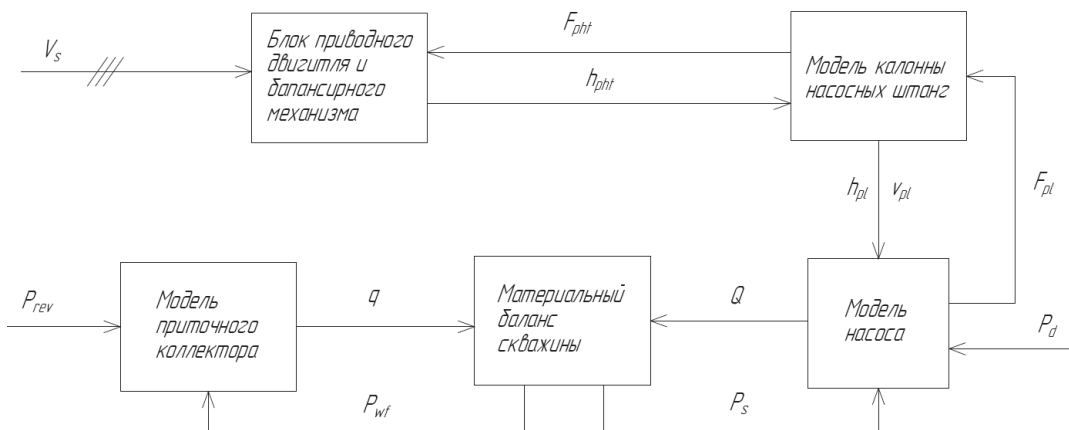 V_s
Блок приводного
двигитля и
бапансирного
механизма
F_pht
h_pht
Модель калонны
насосных штанг
h_pl
v_pl
F_pl
P_rev
Модель
приточного
коллектора
q
Материальный
баланс
скважины
Q
Модель
насоса
P_d
P_wf
P_s